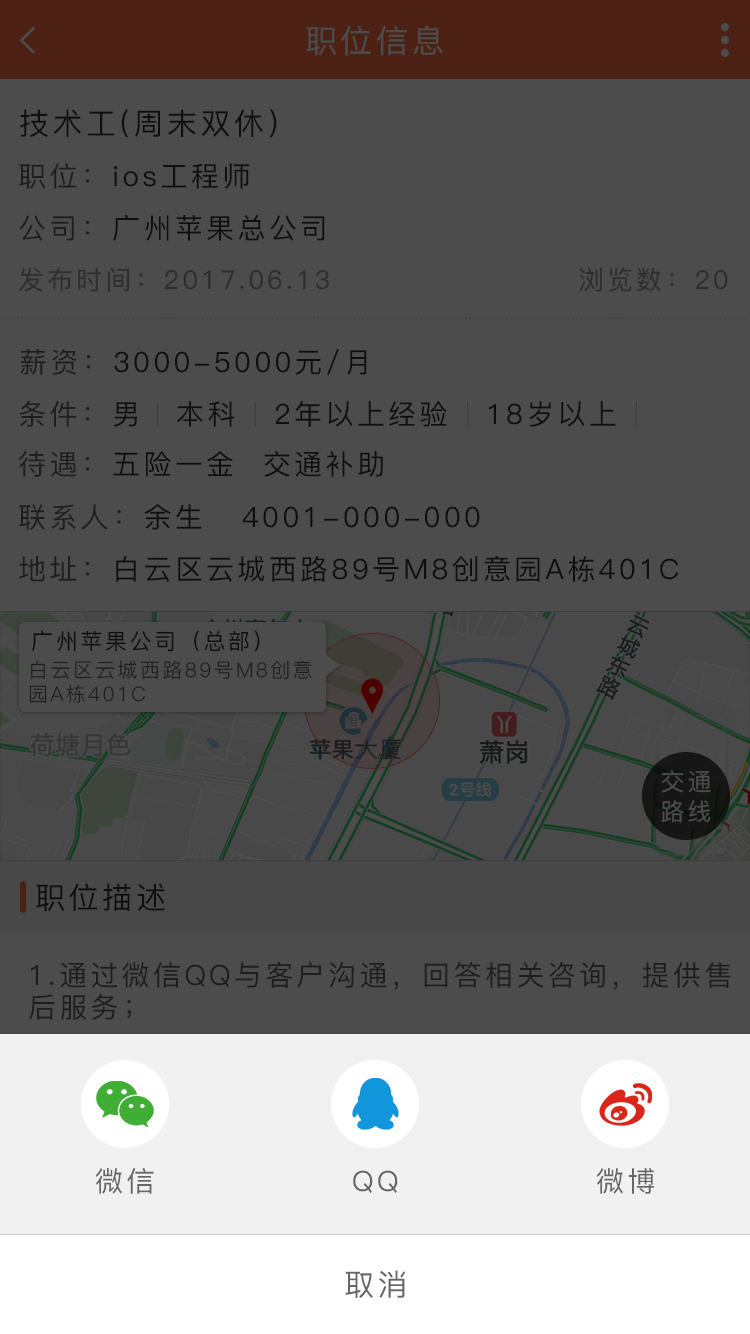 职位信息
技术工(周末双休)
职位：ios工程师
公司：广州苹果总公司
发布时间：2017.06.13 浏览数：20
薪资：3000-5000元/月
条件：男 本科 2年以上经验 18岁以上
待遇：五险一金 交通补助
联系人：余生 4001-000-000
地址：白云区云城西路89号M8创意园A栋401C
广州苹果公司（总部）
白云区云城西路89号M8创意
园A栋401C
云城东路
荷塘月色
苹果大厦
萧岗
2号线
交通
路线
职位描述
1.通过微信QQ与客户沟通，回答相关咨询，提供售
后服务；
微信 QQ 微博
取消